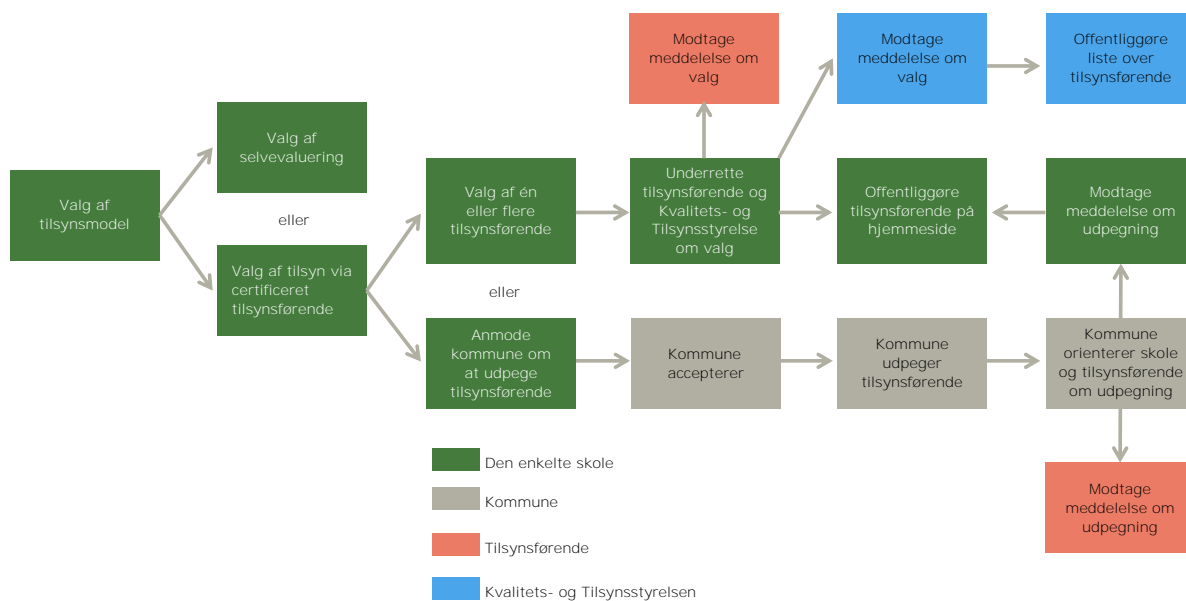 Valg af
tilsynsmodel
Valg af
selvevaluering
eller
Valg af tilsyn via
certificeret
tilsynsførende
Valg af én
eller flere
tilsynsførende
eller
Anmode
kommune om
at udpege
tilsynsførende
Modtage
meddelelse om
valg
Underrette
tilsynsførende og
Kvalitets- og
Tilsynsstyrelse
om valg
Kommune
accepterer
Modtage
meddelelse om
valg
Offentliggøre
tilsynsførende på
hjemmeside
Kommune
udpeger
tilsynsførende
Offentliggøre
liste over
tilsynsførende
Modtage
meddelelse om
udpegning
Kommune
orienterer skole
og tilsynsførende
om udpegning
Modtage
meddelelse om
udpegning
Den enkelte skole
Kommune
Tilsynsførende
Kvalitets- og Tilsynsstyrelsen